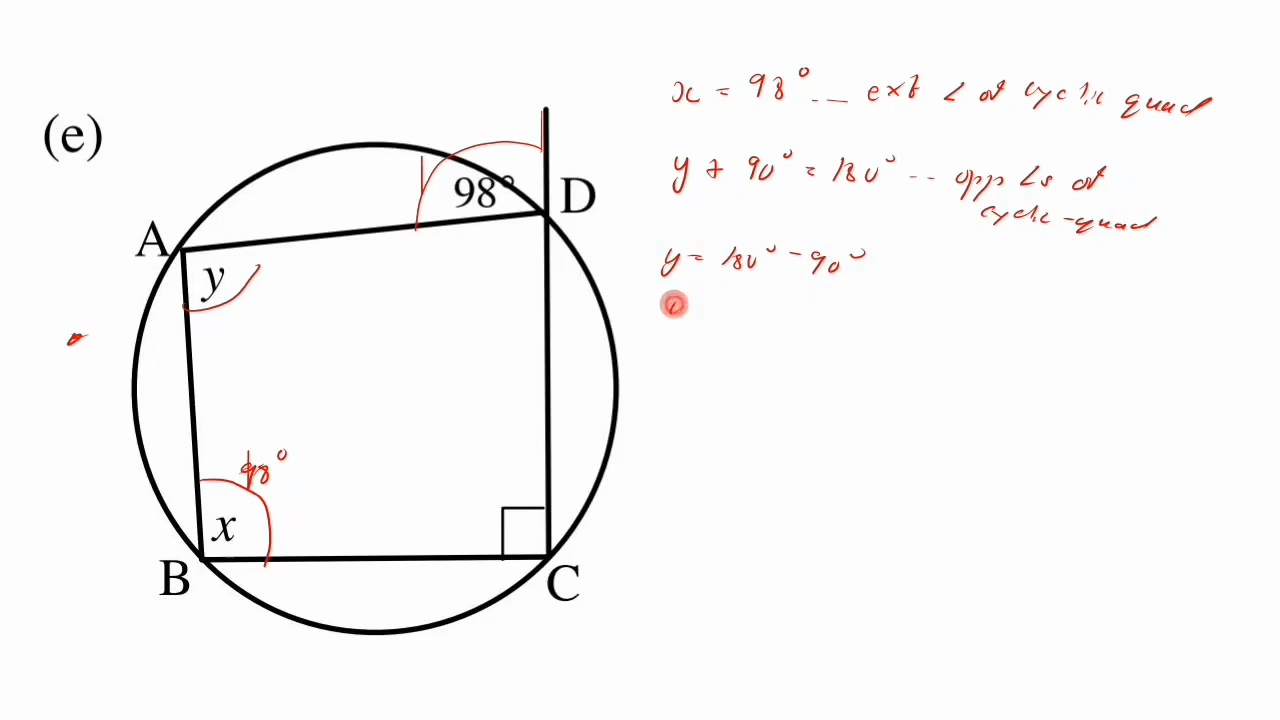 (e)
98°
D
A
y
98°
x
B
C
x = 98° --- ext ∠ of cyclic quad
y + 90° = 180° -- opp ∠s of
cyclic-quad
y = 180° - 90°